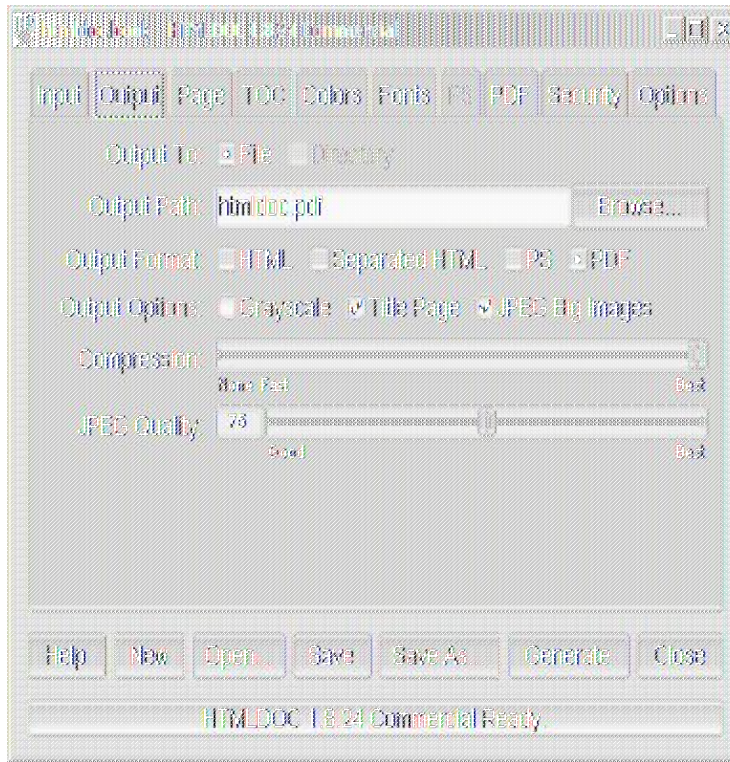 HTMLDOC 1.8.24 Commercial
Input Output Page TOC Colors Fonts PS PDF Security Options
Output To: File Directory
Output Path: htmldoc.pdf Browse...
Output Format: HTML Separated HTML PS PDF
Output Options: Grayscale Title Page JPEG Big Images
Compression:
None Fast Best
JPEG Quality: 75
Good Best
Help New Open... Save Save As... Generate Close
HTMLDOC 1.8.24 Commercial Ready.